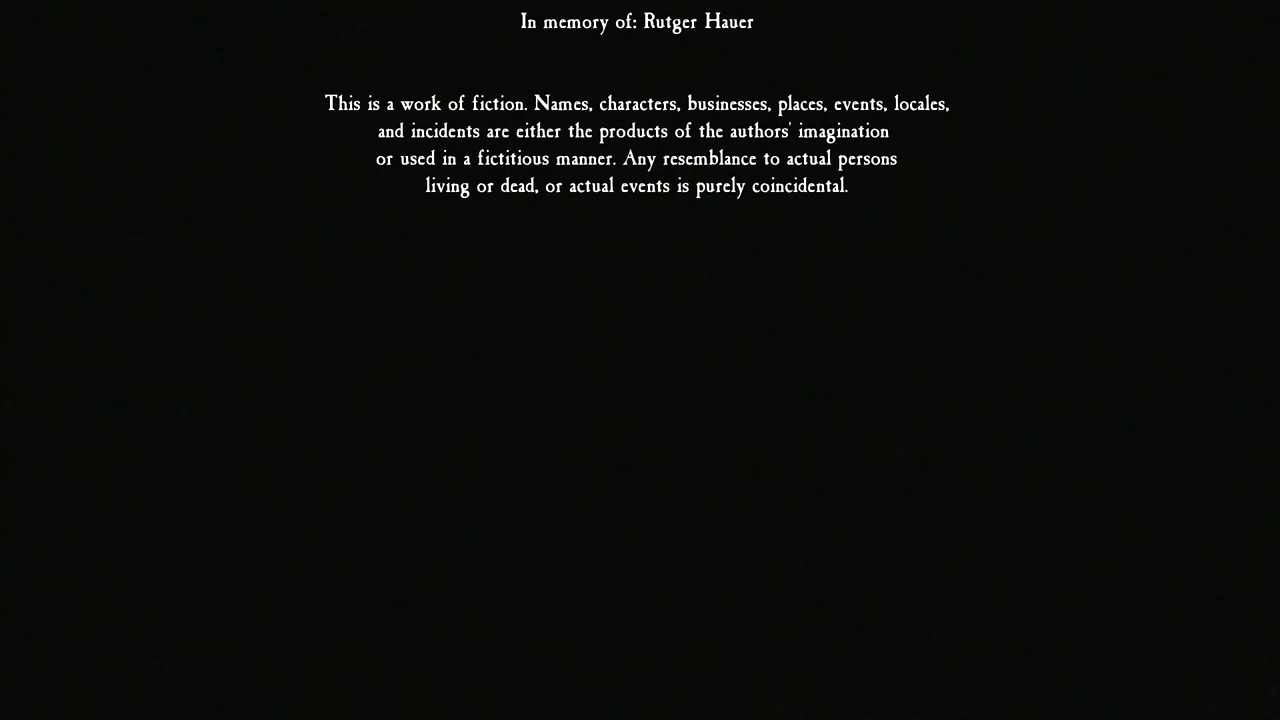 In memory of: Rutger Hauer
This is a work of fiction. Names, characters, businesses, places, events, locales,
and incidents are either the products of the authors' imagination
or used in a fictitious manner. Any resemblance to actual persons
living or dead, or actual events is purely coincidental.